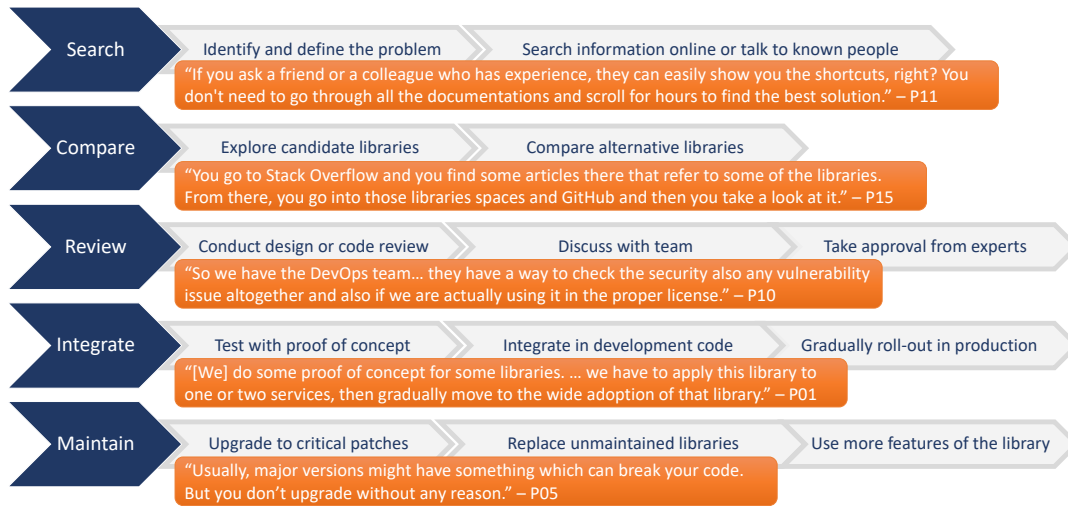 Search
Identify and define the problem
Search information online or talk to known people
“If you ask a friend or a colleague who has experience, they can easily show you the shortcuts, right? You
don't need to go through all the documentations and scroll for hours to find the best solution.” – P11
Compare
Explore candidate libraries
Compare alternative libraries
“You go to Stack Overflow and you find some articles there that refer to some of the libraries.
From there, you go into those libraries spaces and GitHub and then you take a look at it.” – P15
Review
Conduct design or code review
Discuss with team
Take approval from experts
“So we have the DevOps team... they have a way to check the security also any vulnerability
issue altogether and also if we are actually using it in the proper license.” – P10
Integrate
Test with proof of concept
Integrate in development code
Gradually roll-out in production
“[We] do some proof of concept for some libraries. ... we have to apply this library to
one or two services, then gradually move to the wide adoption of that library.” – P01
Maintain
Upgrade to critical patches
Replace unmaintained libraries
Use more features of the library
“Usually, major versions might have something which can break your code.
But you don’t upgrade without any reason.” – P05